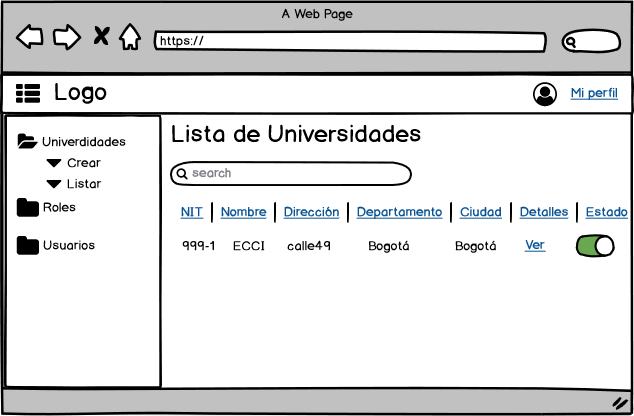 A Web Page
https://
Logo
Mi perfil
Univerdidades
Crear
Listar
Roles
Usuarios
Lista de Universidades
search
NIT Nombre Dirección Departamento Ciudad Detalles Estado
999-1 ECCI calle49 Bogotá Bogotá Ver